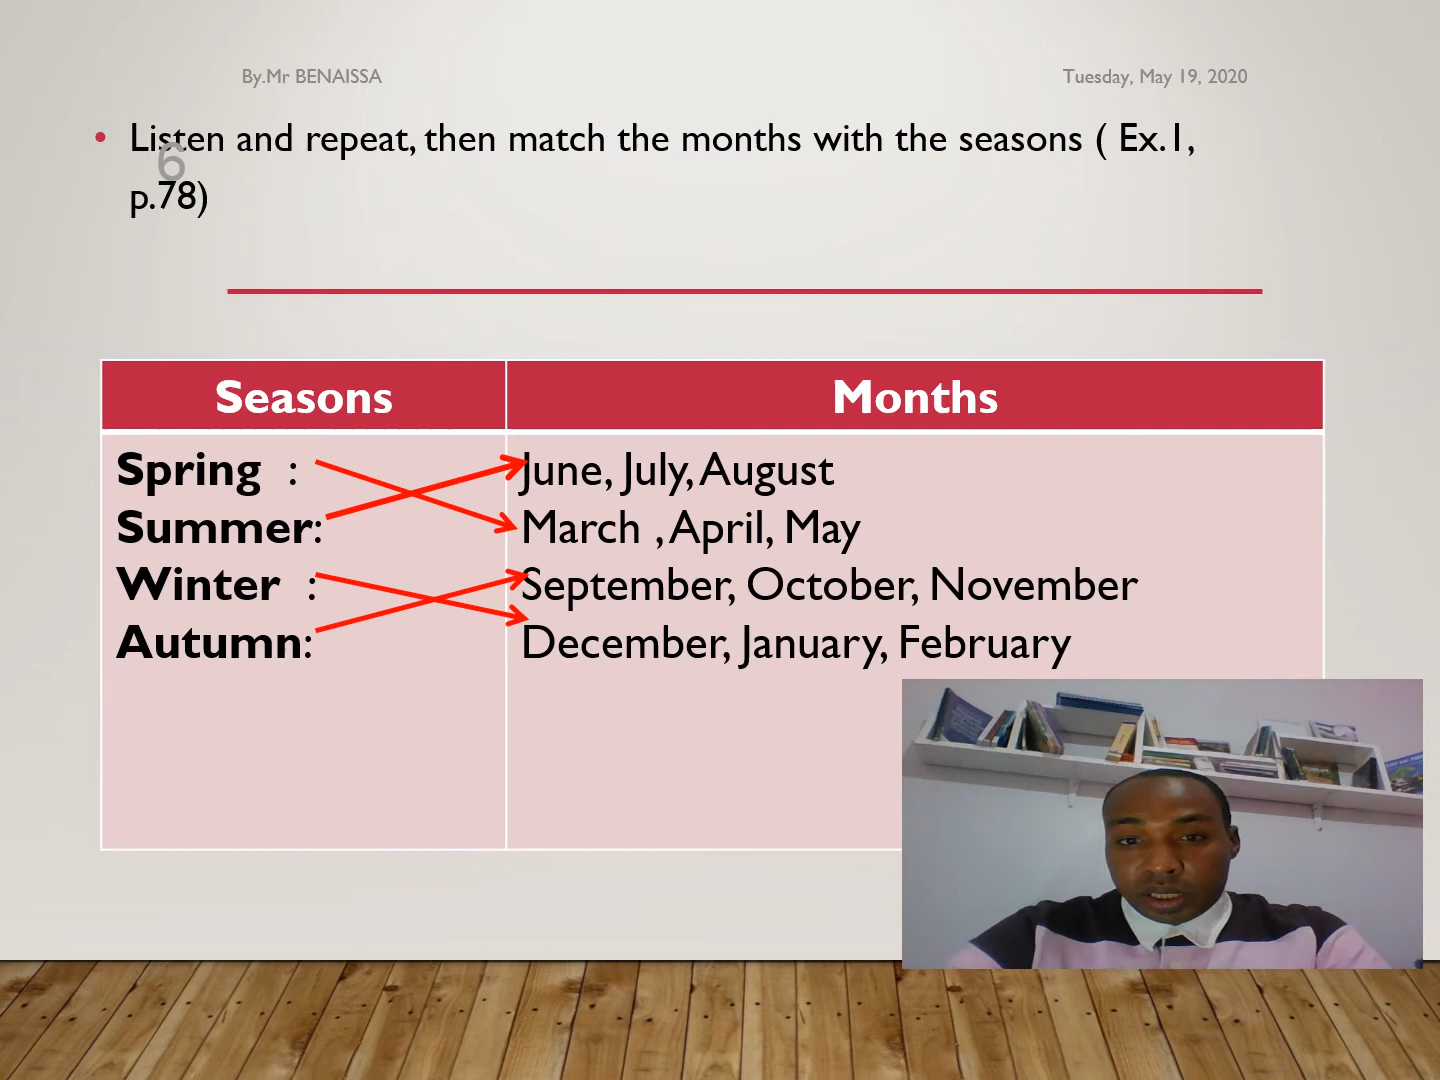 By.Mr BENAISSA
Tuesday, May 19, 2020
• Listen and repeat, then match the months with the seasons ( Ex.1,
p.78)
6
Seasons
Months
Spring :
June, July, August
Summer:
March , April, May
Winter :
September, October, November
Autumn:
December, January, February